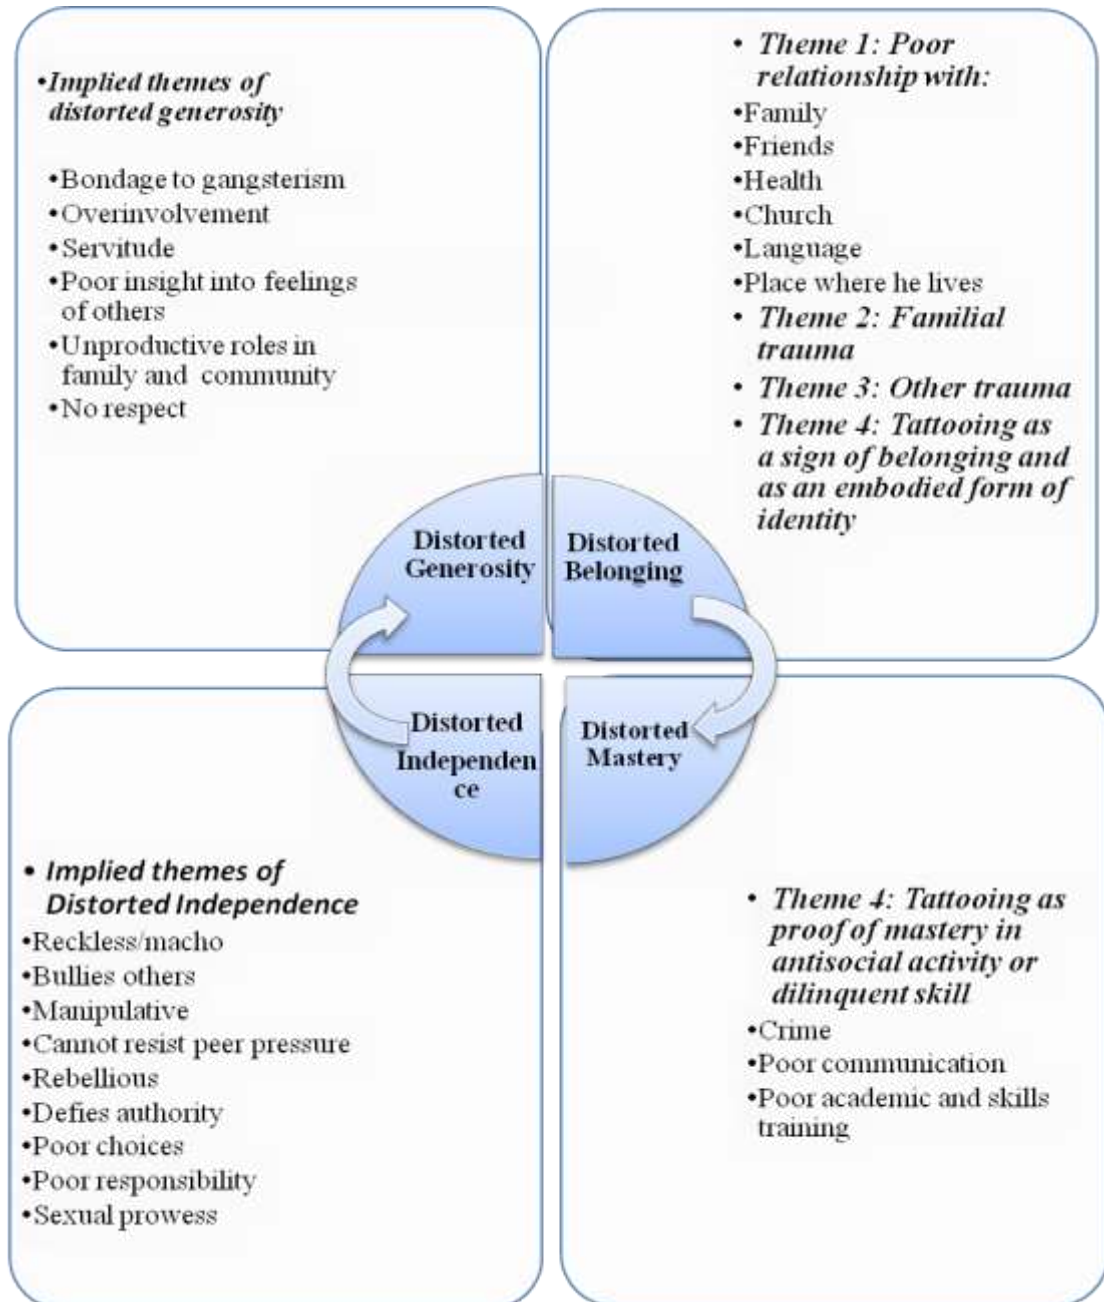 •Implied themes of
distorted generosity
•Bondage to gangsterism
•Overinvolvement
•Servitude
•Poor insight into feelings
of others
•Unproductive roles in
family and community
•No respect
• Theme 1: Poor
relationship with:
•Family
•Friends
•Health
•Church
•Language
•Place where he lives
• Theme 2: Familial
trauma
• Theme 3: Other trauma
• Theme 4: Tattooing as
a sign of belonging and
as an embodied form of
identity
Distorted
Generosity
Distorted
Belonging
Distorted
Independen
ce
Distorted
Mastery
• Implied themes of
Distorted Independence
•Reckless/macho
•Bullies others
•Manipulative
•Cannot resist peer pressure
•Rebellious
•Defies authority
•Poor choices
•Poor responsibility
•Sexual prowess
• Theme 4: Tattooing as
proof of mastery in
antisocial activity or
dilinquent skill
•Crime
•Poor communication
•Poor academic and skills
training